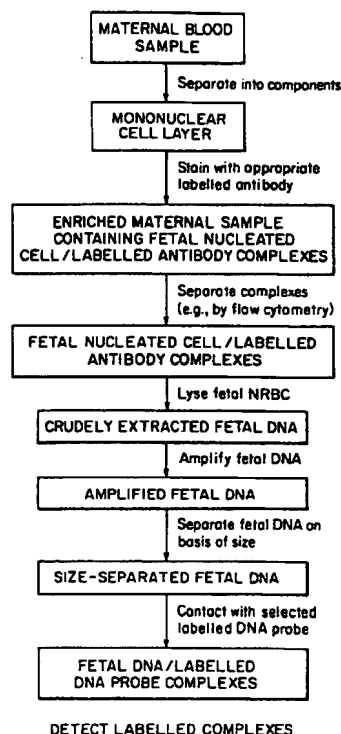 MATERNAL BLOOD
SAMPLE
Separate into components
MONONUCLEAR
CELL LAYER
Stain with appropriate
labelled antibody
ENRICHED MATERNAL SAMPLE
CONTAINING FETAL NUCLEATED
CELL/LABELLED ANTIBODY COMPLEXES
Separate complexes
(e.g., by flow cytometry)
FETAL NUCLEATED CELL/LABELLED
ANTIBODY COMPLEXES
Lyse fetal NRBC
CRUDELY EXTRACTED FETAL DNA
Amplify fetal DNA
AMPLIFIED FETAL DNA
Separate fetal DNA on
basis of size
SIZE-SEPARATED FETAL DNA
Contact with selected
labelled DNA probe
FETAL DNA/LABELLED
DNA PROBE COMPLEXES
DETECT LABELLED COMPLEXES